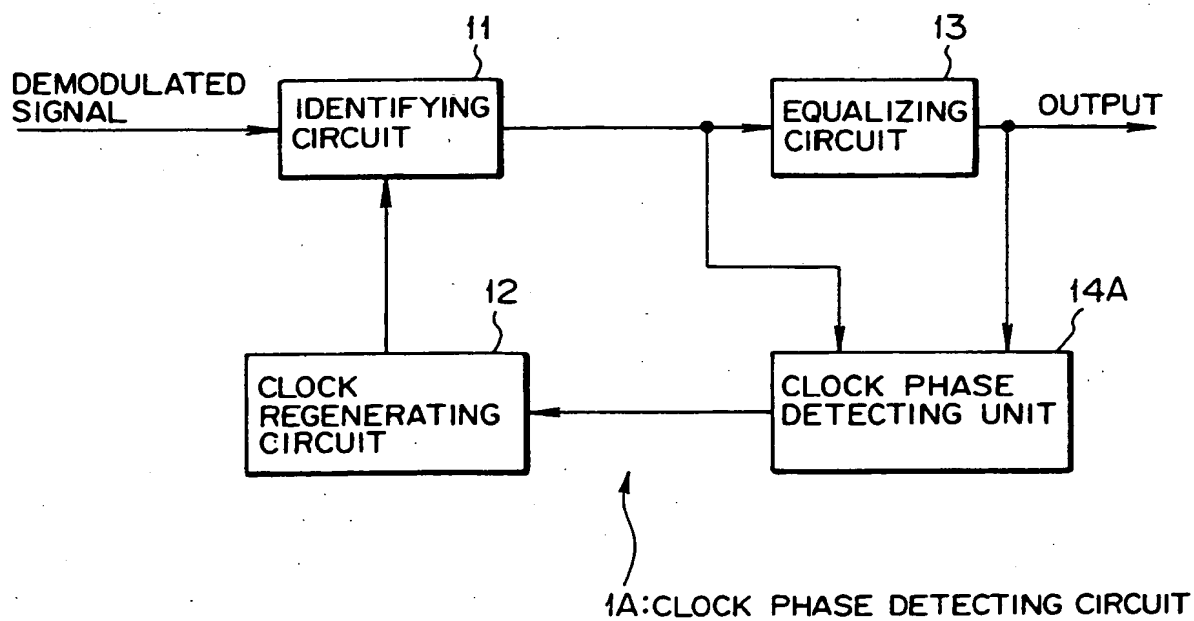 11
13
DEMODULATED
SIGNAL
IDENTIFYING
CIRCUIT
EQUALIZING
CIRCUIT
OUTPUT
12
14A
CLOCK
REGENERATING
CIRCUIT
CLOCK PHASE
DETECTING UNIT
1A:CLOCK PHASE DETECTING CIRCUIT